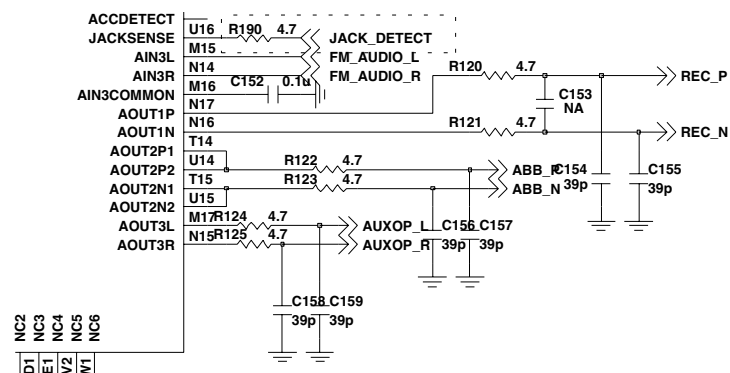 ACCDETECT
JACKSENSE U16 R190 4.7 JACK_DETECT
AIN3L M15 FM_AUDIO_L
AIN3R N14 FM_AUDIO_R
AIN3COMMON M16 C152 0.1u
AOUT1P N17 R120 4.7 REC_P
C153
NA
AOUT1N N16 R121 4.7 REC_N
AOUT2P1 T14
AOUT2P2 U14 R122 4.7 ABB_P C154 C155
39p 39p
AOUT2N1 T15 R123 4.7 ABB_N
AOUT2N2 U15
AOUT3L M17 R124 4.7 AUXOP_L C156 C157
AOUT3R N15 R125 4.7 AUXOP_R 39p 39p
C158 C159
39p 39p
NC2
NC3
NC4
NC5
NC6
D1
E1
V2
W1